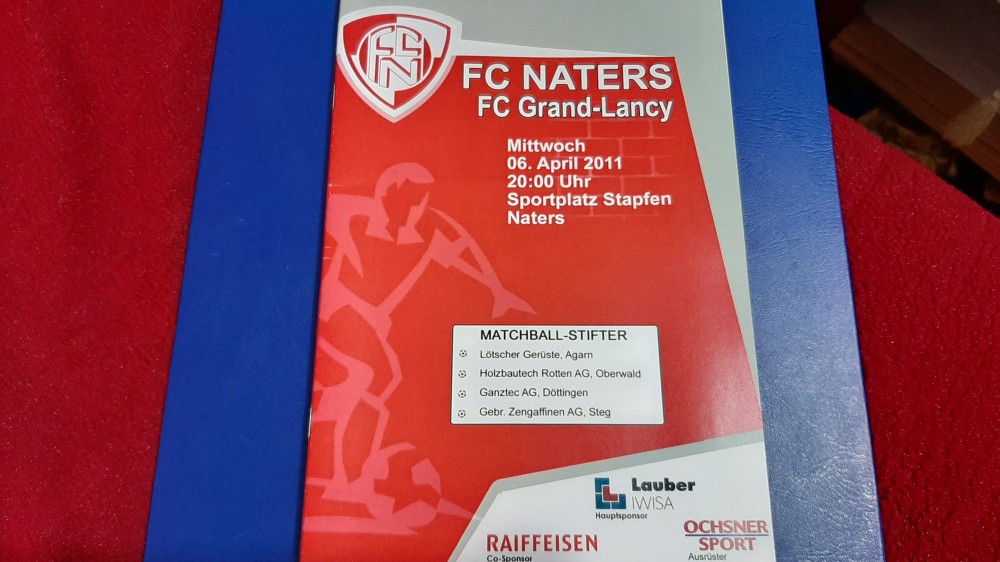 FCN
FC NATERS
FC Grand-Lancy
Mittwoch
06. April 2011
20:00 Uhr
Sportplatz Stapfen
Naters
MATCHBALL-STIFTER
Lötscher Gerüste, Agarn
Holzbautech Rotten AG, Oberwald
Ganztec AG, Döttingen
Gebr. Zengaffinen AG, Steg
Lauber
IWISA
Hauptsponsor
RAIFFEISEN
Co-Sponsor
OCHSNER
SPORT
Ausrüster